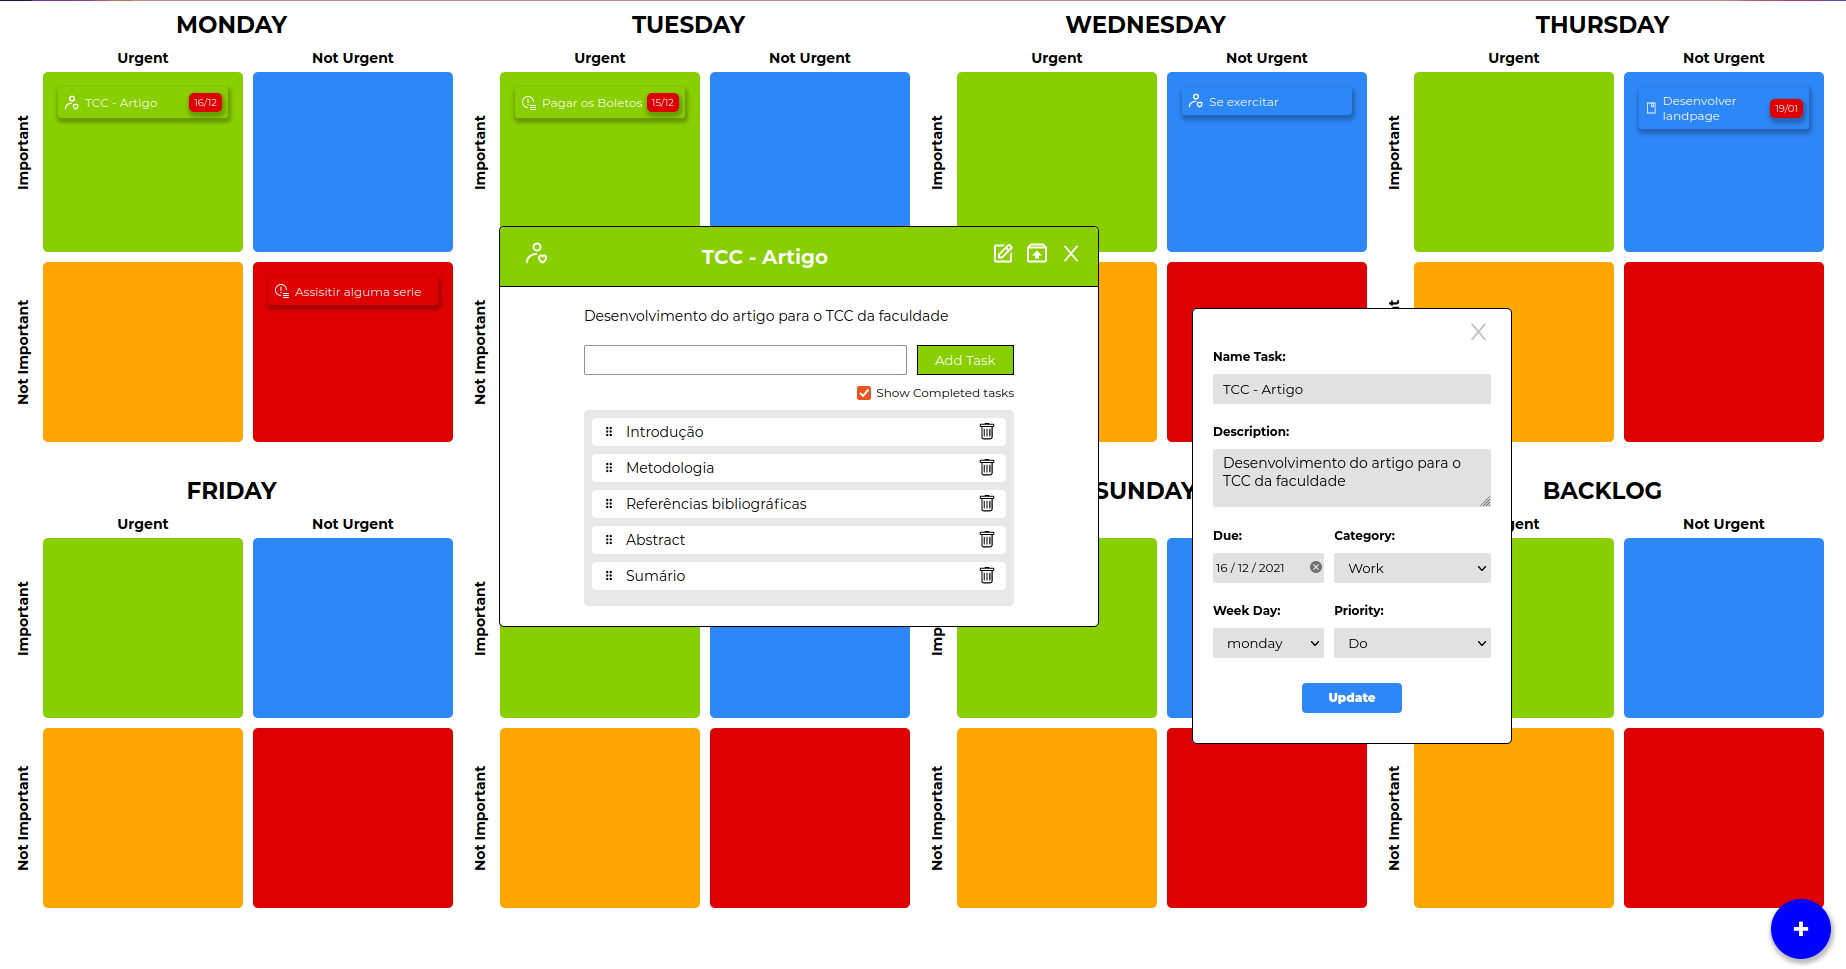 MONDAY
Urgent
Not Urgent
Important
Not Important
TCC - Artigo
16/12
Assisitir alguma serie
TUESDAY
Urgent
Not Urgent
Important
Not Important
Pagar os Boletos
15/12
WEDNESDAY
Urgent
Not Urgent
Important
Se exercitar
THURSDAY
Urgent
Not Urgent
Important
Desenvolver
landpage
19/01
TCC - Artigo
X
Desenvolvimento do artigo para o TCC da faculdade
Add Task
Show Completed tasks
Introdução
Metodologia
Referências bibliográficas
Abstract
Sumário
X
Name Task:
TCC - Artigo
Description:
Desenvolvimento do artigo para o
TCC da faculdade
Due:
Category:
16 / 12 / 2021
Work
Week Day:
Priority:
monday
Do
Update
FRIDAY
Urgent
Not Urgent
Important
Not Important
Important
Not Important
SUNDAY
Imp
Not Important
BACKLOG
gent
Not Urgent
Not Important
+